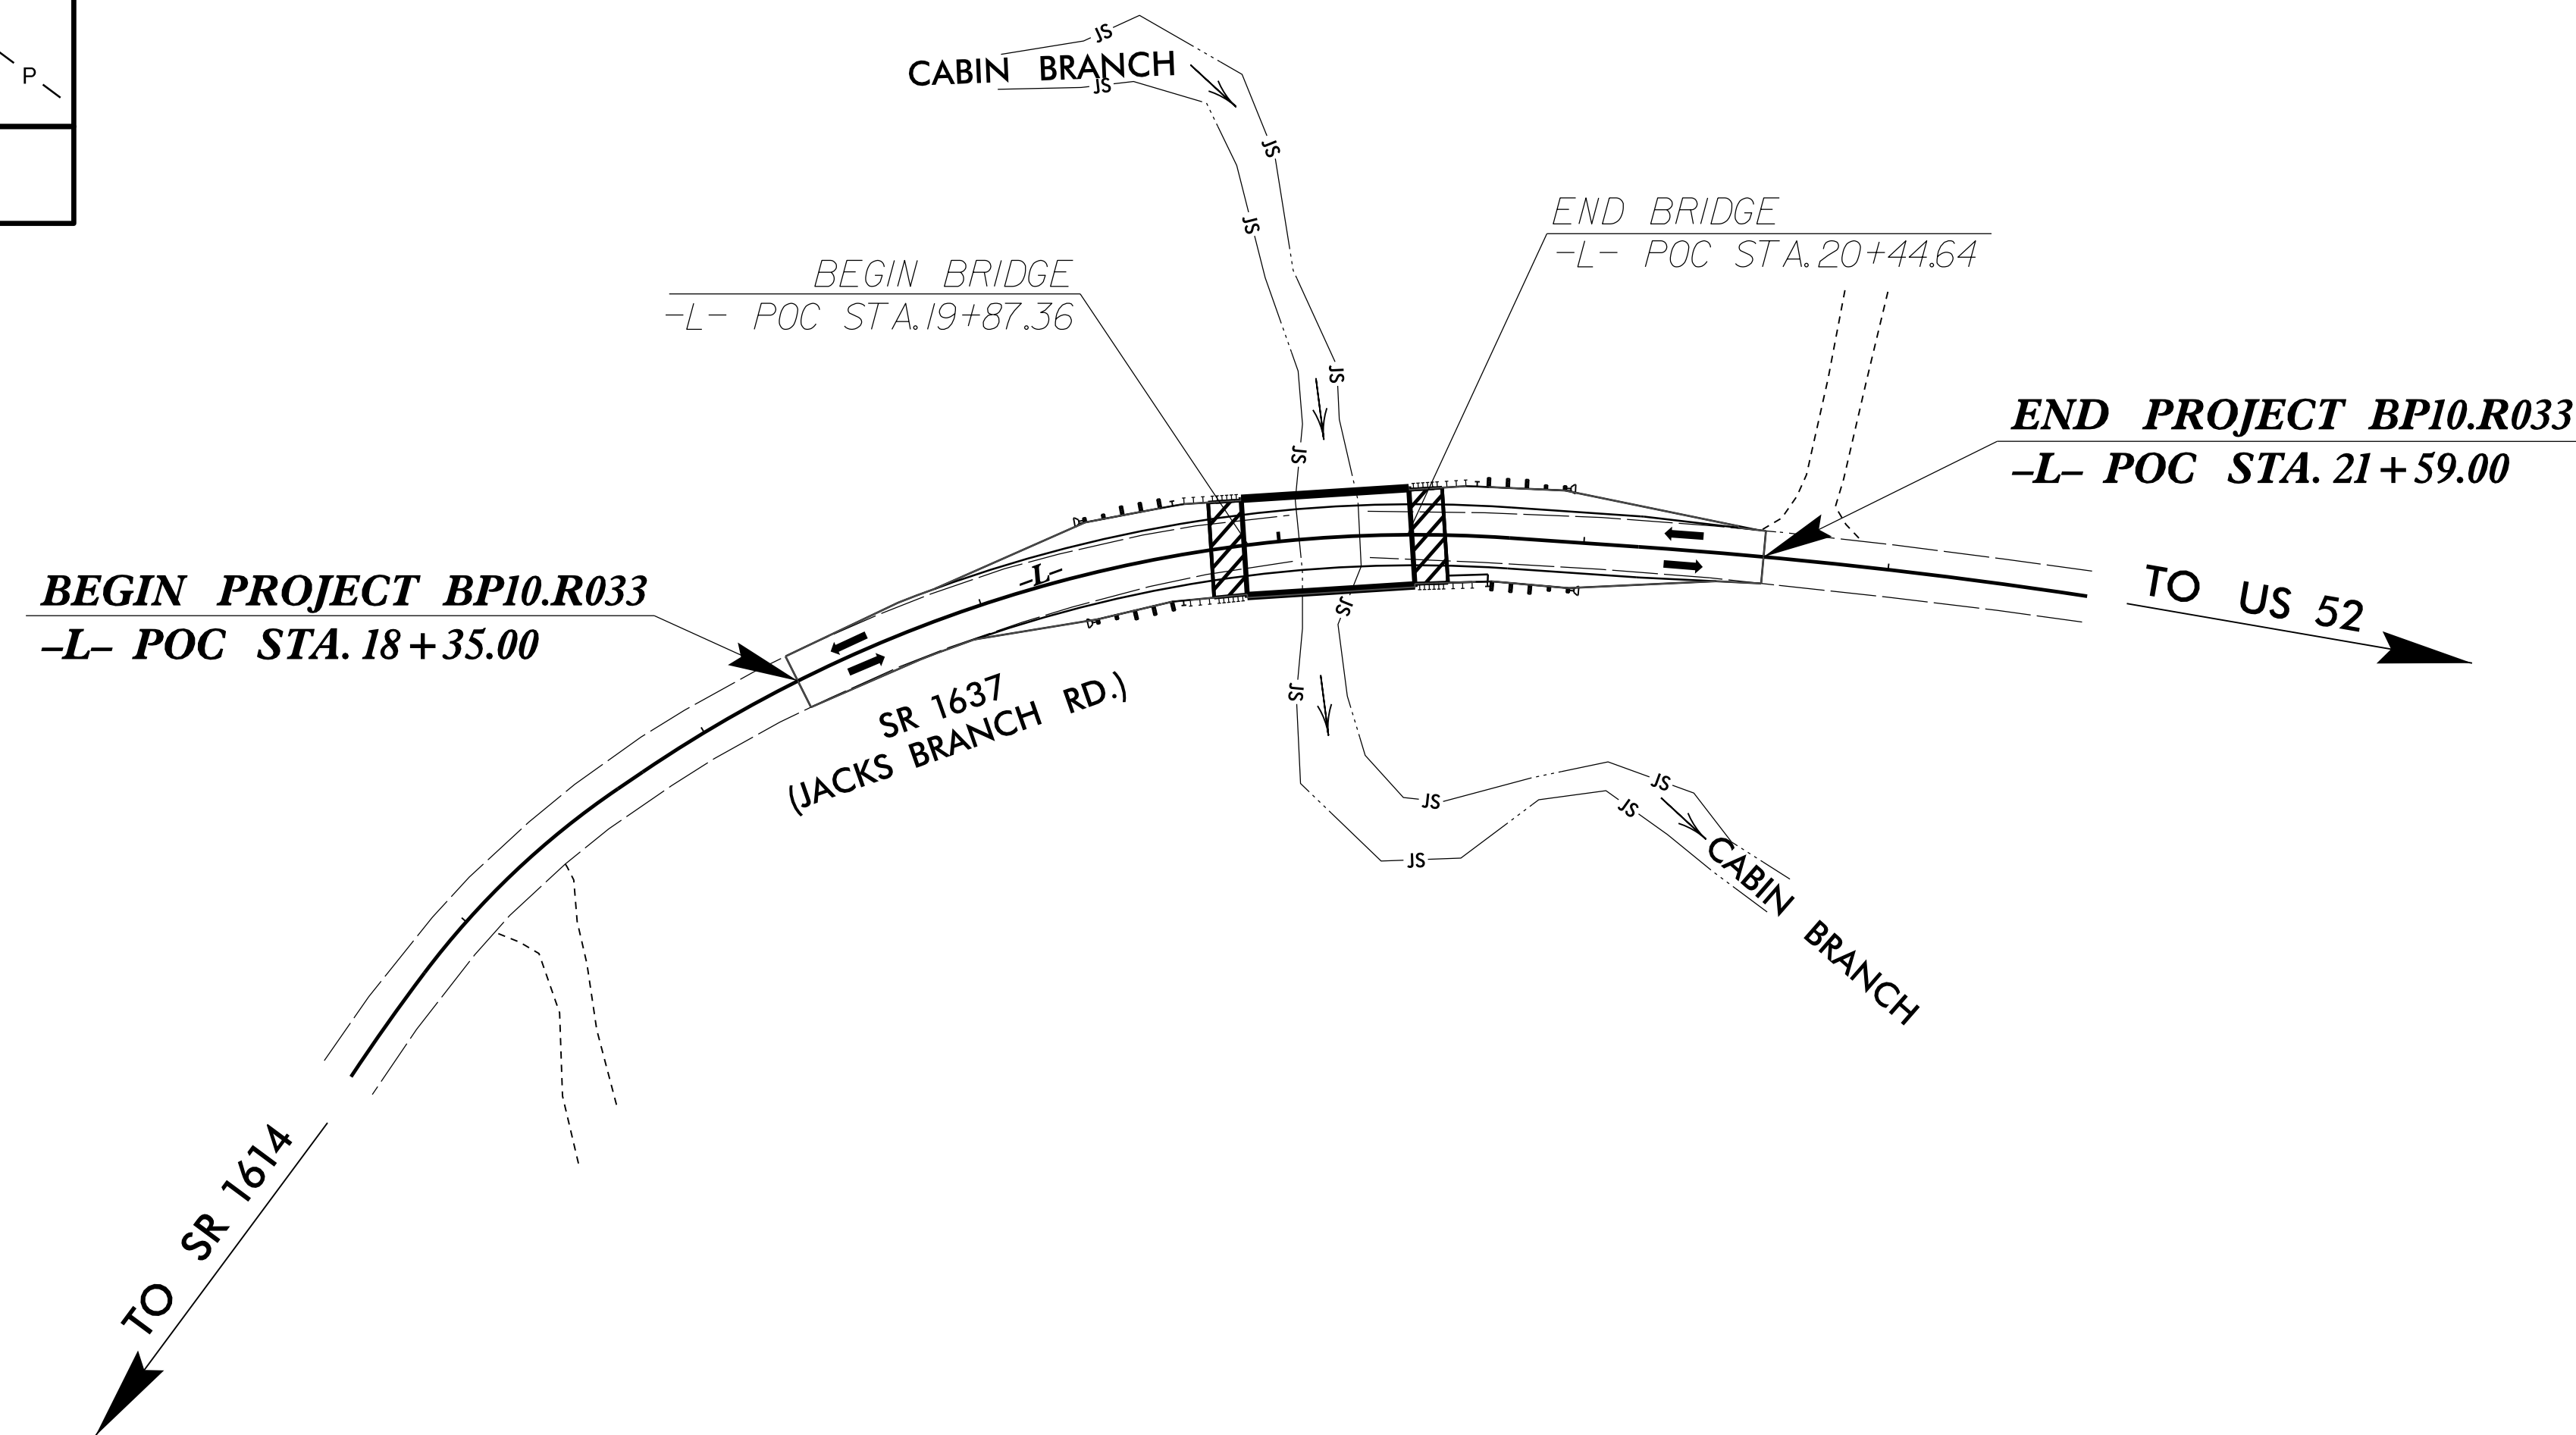 P
JS
CABIN BRANCH
JS
JS
JS
END BRIDGE
-L- POC STA.20+44.64
BEGIN BRIDGE
-L- POC STA.19+87.36
JS
JS
END PROJECT BP10.R033
-L- POC STA. 21+59.00
BEGIN PROJECT BP10.R033
-L- POC STA. 18+35.00
-L-
TO US 52
JS
JS
SR 1637
(JACKS BRANCH RD.)
JS
JS
JS
JS
CABIN BRANCH
TO SR 1614